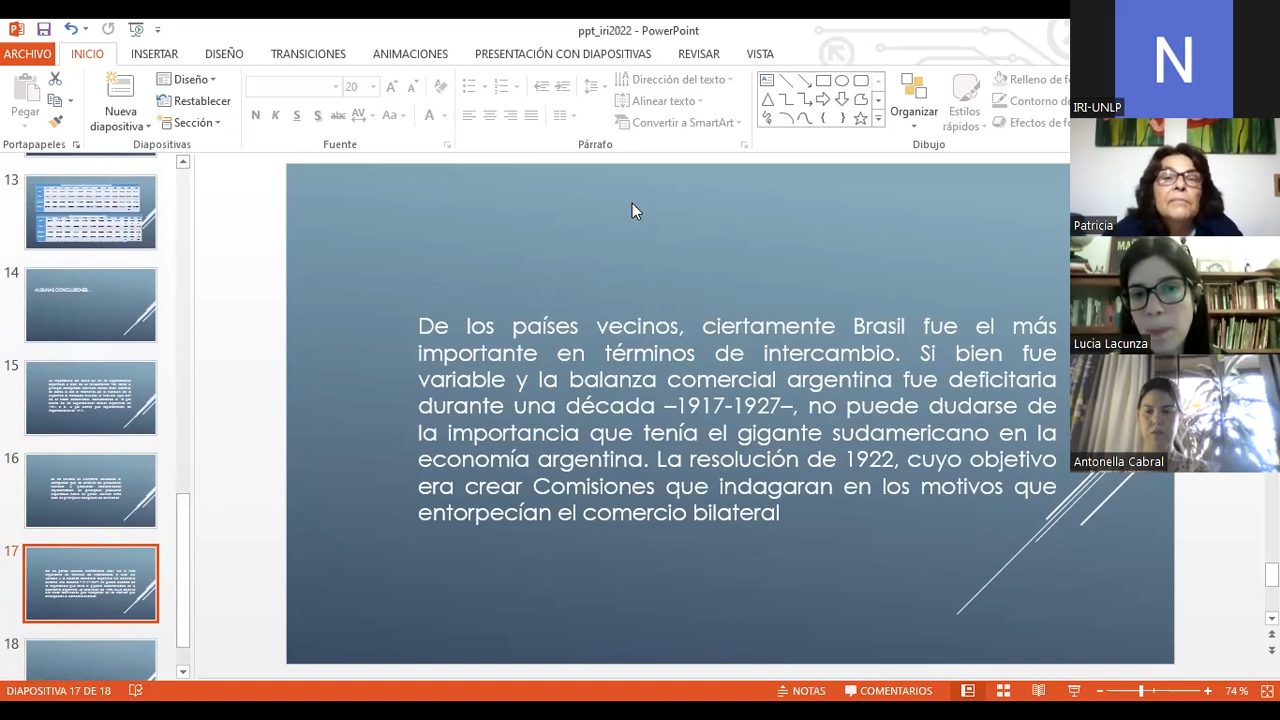 ppt_iri2022 - PowerPoint
ARCHIVO INICIO INSERTAR DISEÑO TRANSICIONES ANIMACIONES PRESENTACIÓN CON DIAPOSITIVAS REVISAR VISTA
Pegar
Nueva diapositiva
Diseño
Restablecer
Sección
20
N K S S abc AV Aa A
Dirección del texto
Alinear texto
Convertir a SmartArt
Organizar
Estilos rápidos
Relleno de
Contorno d
Efectos de
Portapapeles Diapositivas Fuente Párrafo Dibujo
N
IRI-UNLP
Patricia
Lucia Lacunza
Antonella Cabral
13
14
ALGUNAS CONCLUSIONES...
15
16
17
18
De los países vecinos, ciertamente Brasil fue el más
importante en términos de intercambio. Si bien fue
variable y la balanza comercial argentina fue deficitaria
durante una década –1917-1927–, no puede dudarse de
la importancia que tenía el gigante sudamericano en la
economía argentina. La resolución de 1922, cuyo objetivo
era crear Comisiones que indagaran en los motivos que
entorpecían el comercio bilateral
DIAPOSITIVA 17 DE 18 NOTAS COMENTARIOS 74 %